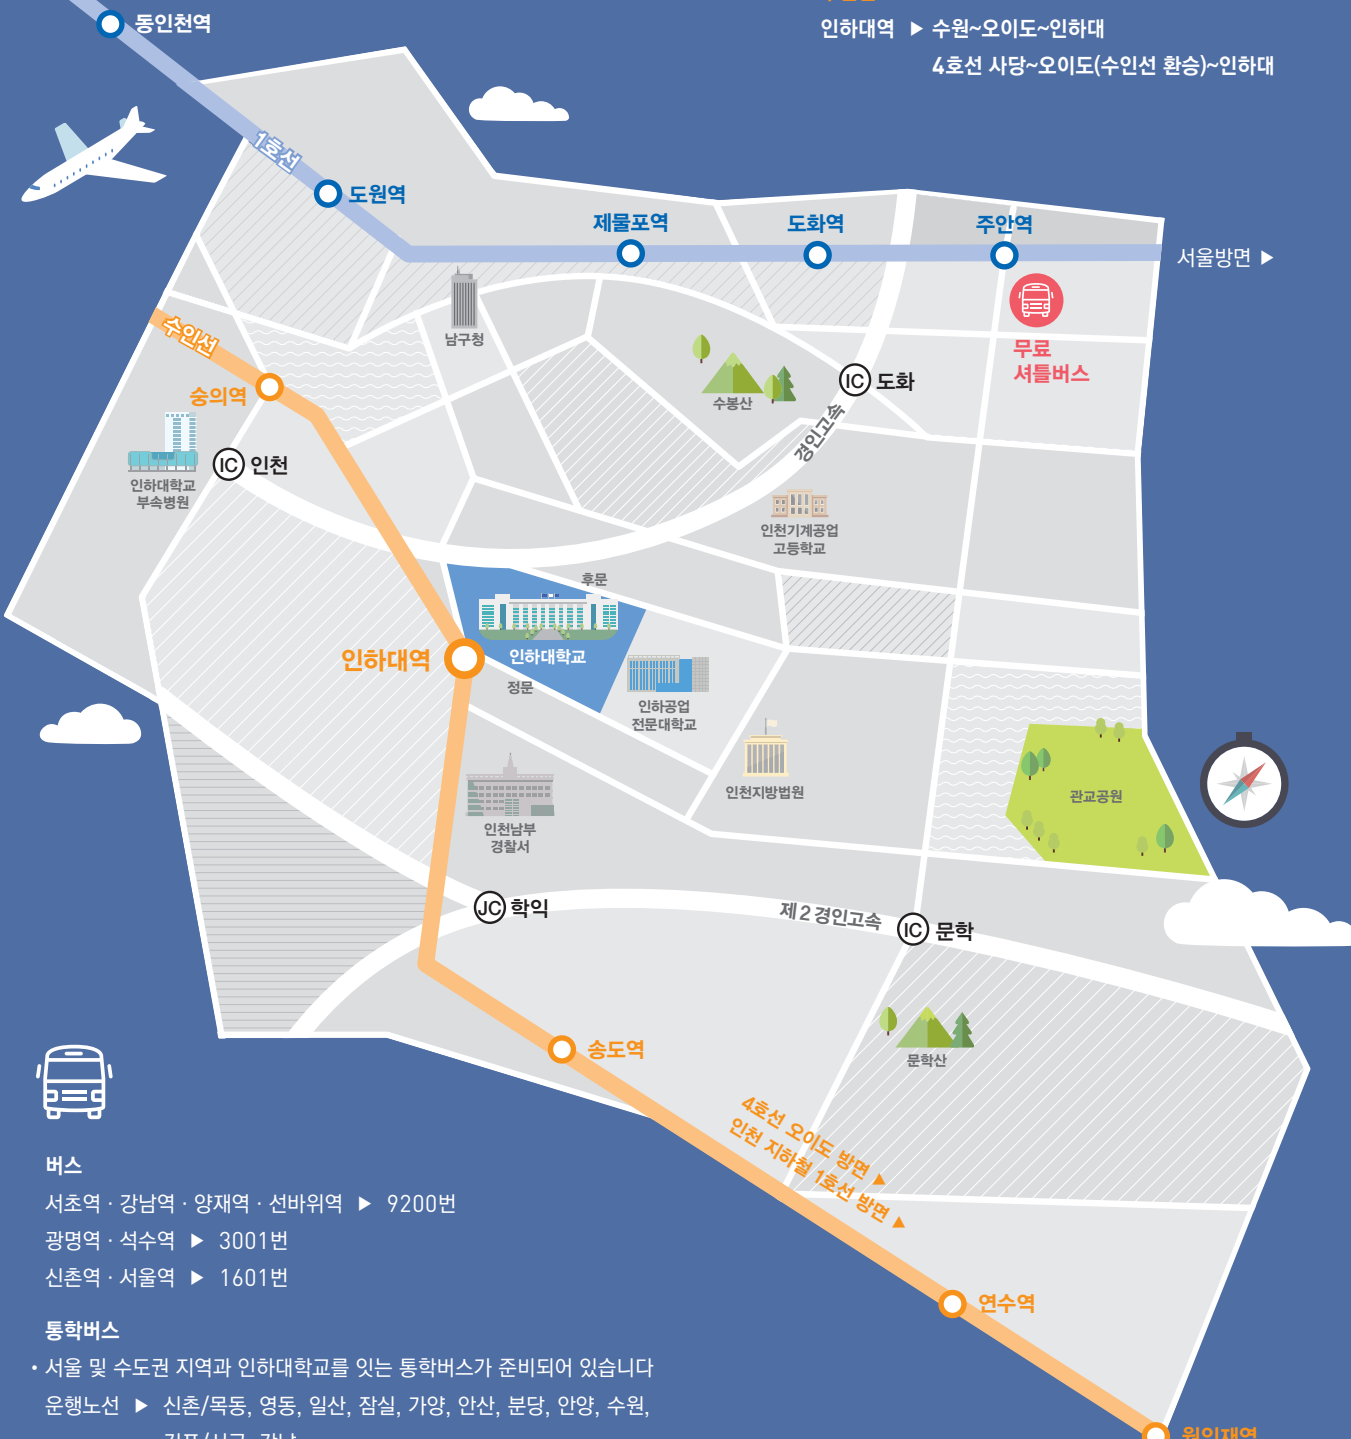 동인천역
인하대역 ▶ 수원~오이도~인하대
4호선 사당~오이도(수인선 환승)~인하대
1호선
도원역
제물포역
도화역
주안역
서울방면 ▶
수인선
남구청
무료
셔틀버스
숭의역
수봉산
IC 도화
경인고속
인하대학교
부속병원
IC 인천
인천기계공업
고등학교
후문
인하대역
인하대학교
정문
인하공업
전문대학교
인천지방법원
관교공원
인천남부
경찰서
JC 학익
제2경인고속
IC 문학
송도역
문학산
4호선 오이도 방면 ▲
인천 지하철 1호선 방면 ▲
연수역
원인재역
버스
서초역 · 강남역 · 양재역 · 선바위역 ▶ 9200번
광명역 · 석수역 ▶ 3001번
신촌역 · 서울역 ▶ 1601번
통학버스
• 서울 및 수도권 지역과 인하대학교를 잇는 통학버스가 준비되어 있습니다
운행노선 ▶ 신촌/목동, 영동, 일산, 잠실, 가양, 안산, 분당, 안양, 수원,